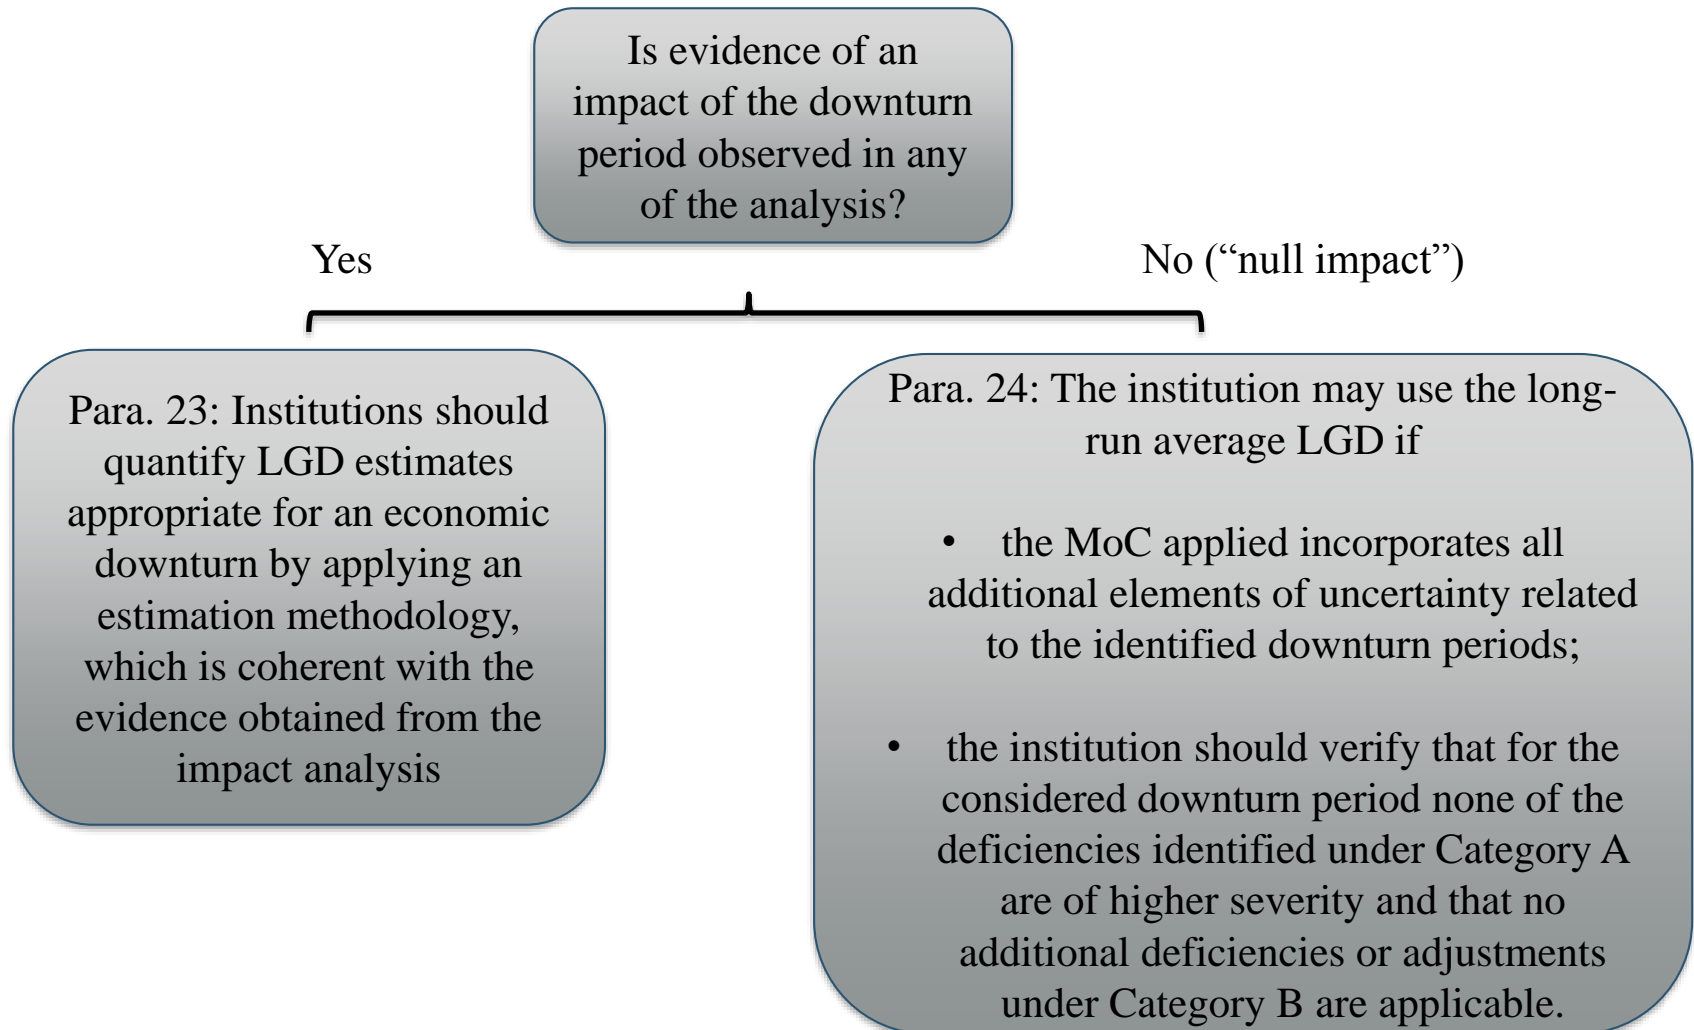 Is evidence of an
impact of the downturn
period observed in any
of the analysis?
Yes
No (“null impact”)
Para. 23: Institutions should
quantify LGD estimates
appropriate for an economic
downturn by applying an
estimation methodology,
which is coherent with the
evidence obtained from the
impact analysis
Para. 24: The institution may use the long-
run average LGD if
• the MoC applied incorporates all
additional elements of uncertainty related
to the identified downturn periods;
• the institution should verify that for the
considered downturn period none of the
deficiencies identified under Category A
are of higher severity and that no
additional deficiencies or adjustments
under Category B are applicable.